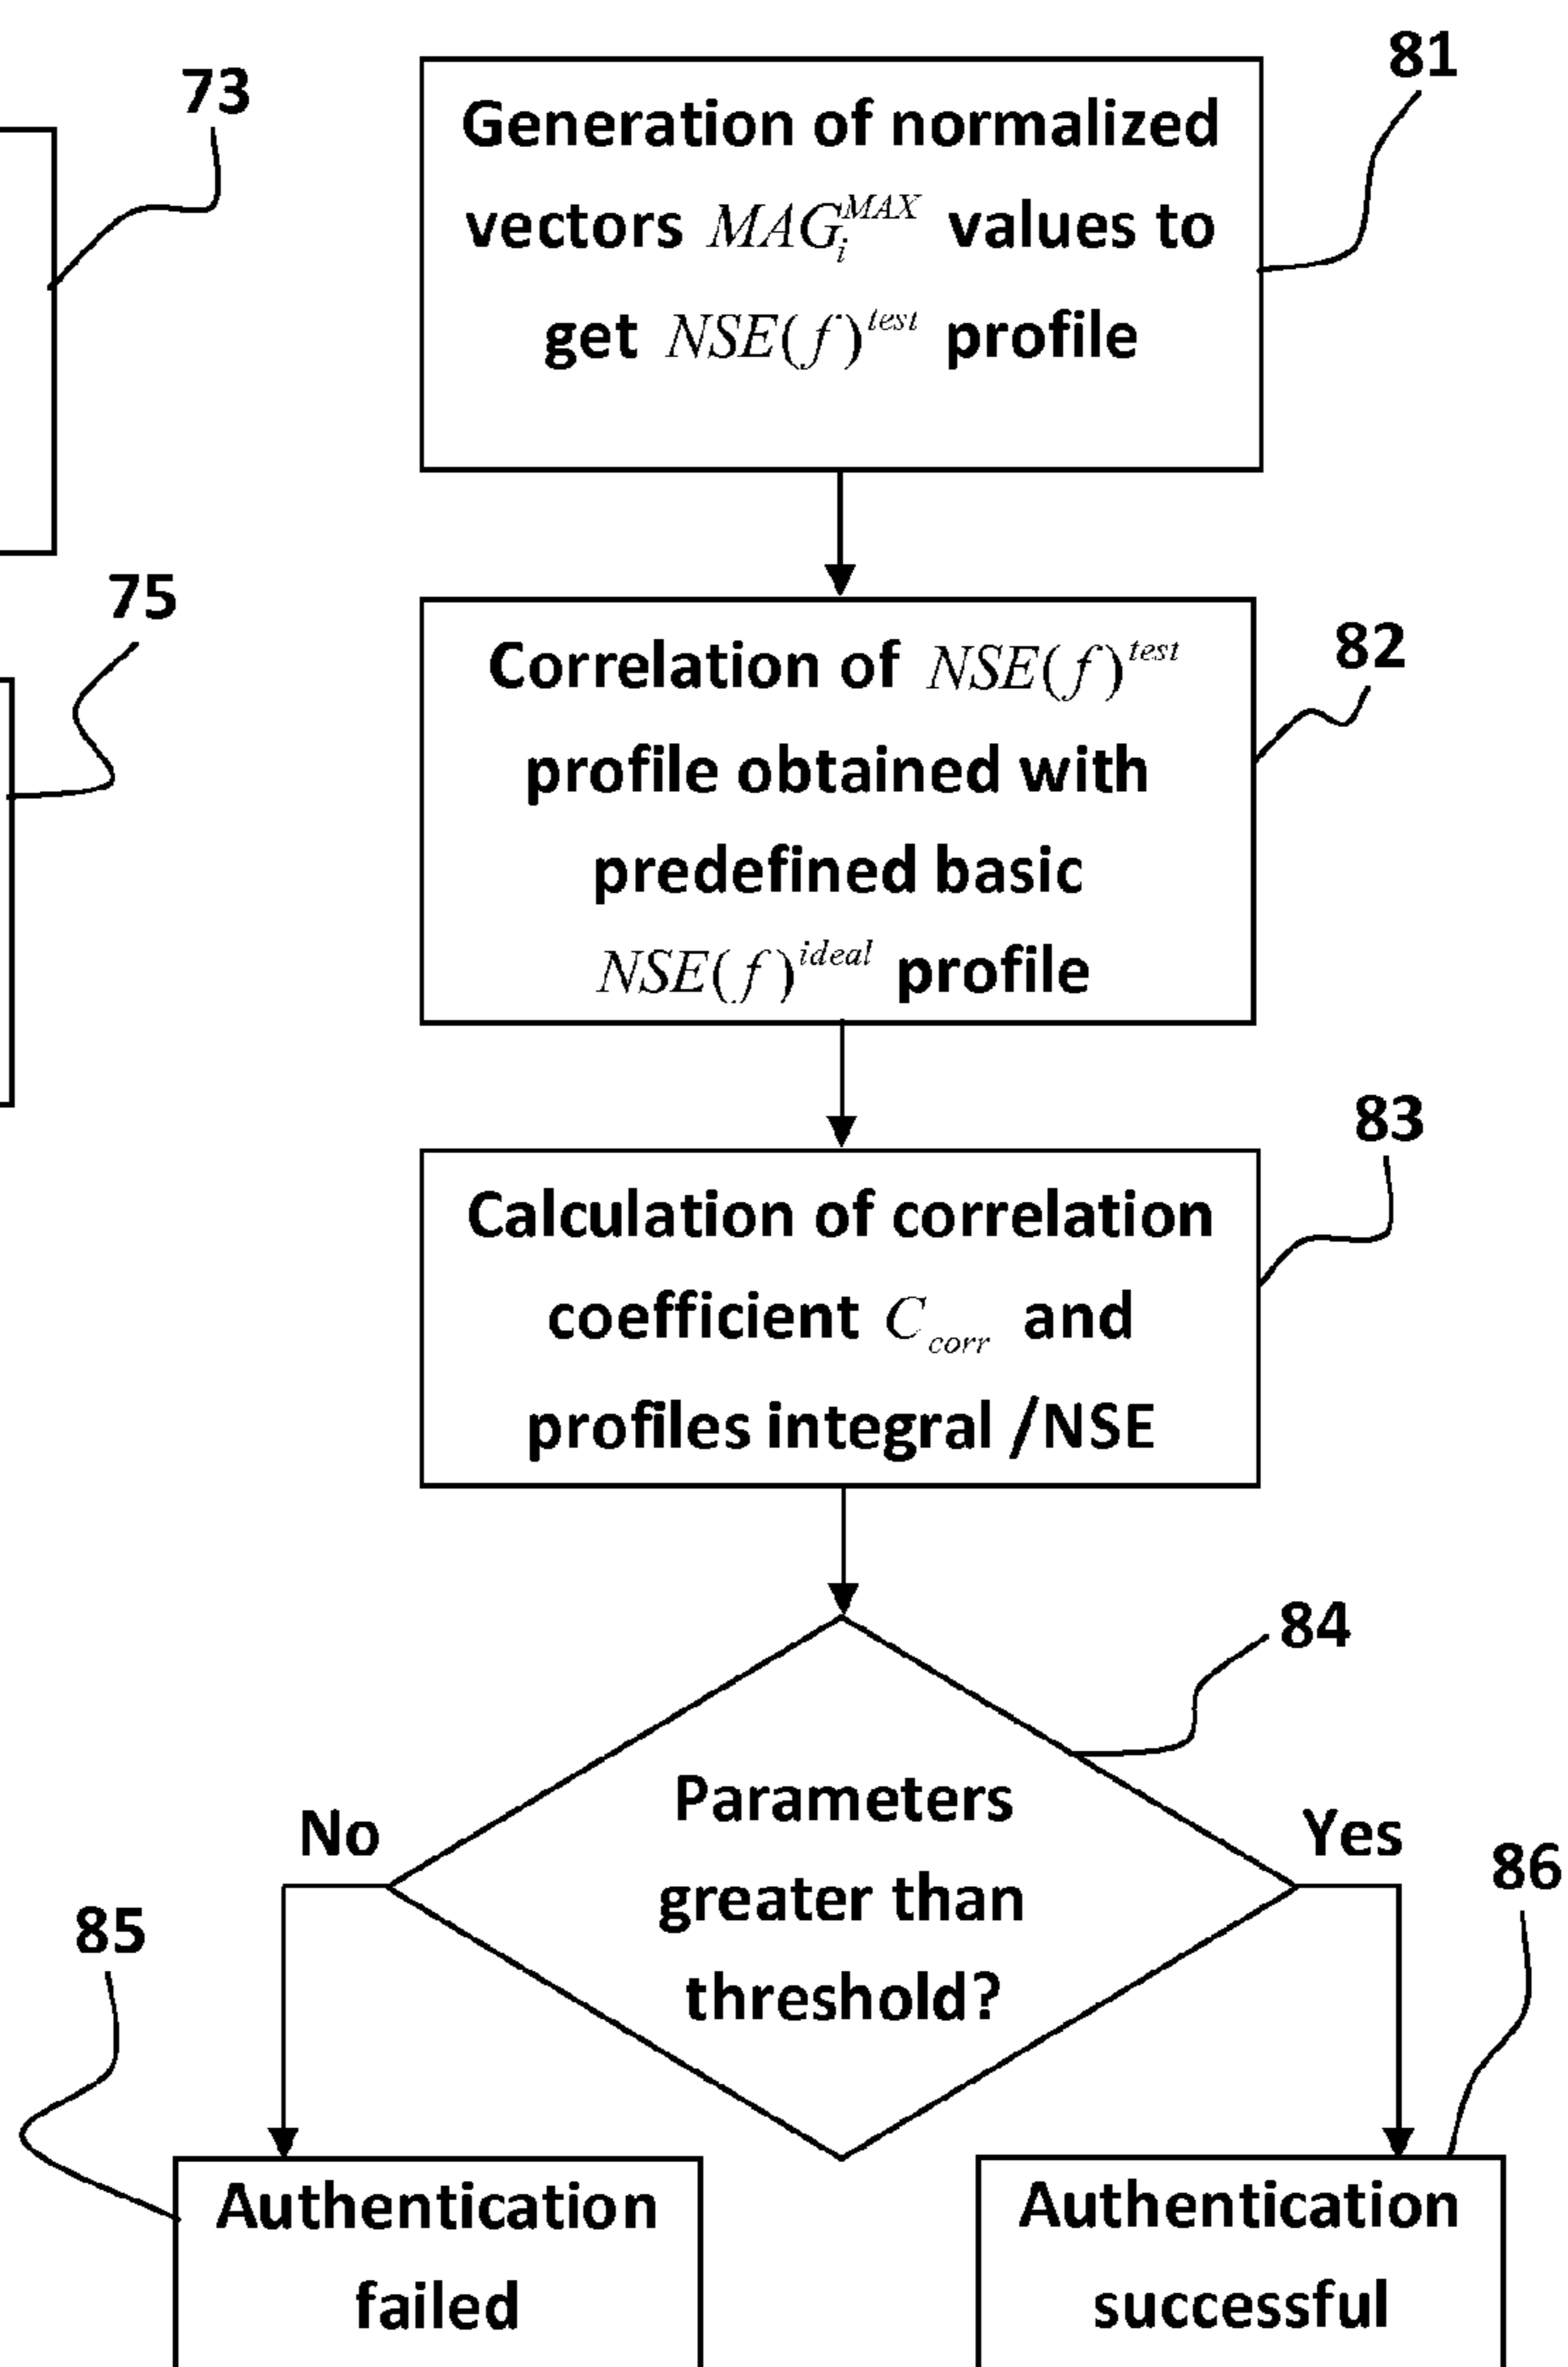 73
75
81
Generation of normalized
vectors MAG_i^{MAX} values to
get NSE(f)^{test} profile
82
Correlation of NSE(f)^{test}
profile obtained with
predefined basic
NSE(f)^{ideal} profile
83
Calculation of correlation
coefficient C_{corr} and
profiles integral /NSE
84
Parameters
greater than
threshold?
No
Yes
85
86
Authentication
failed
Authentication
successful